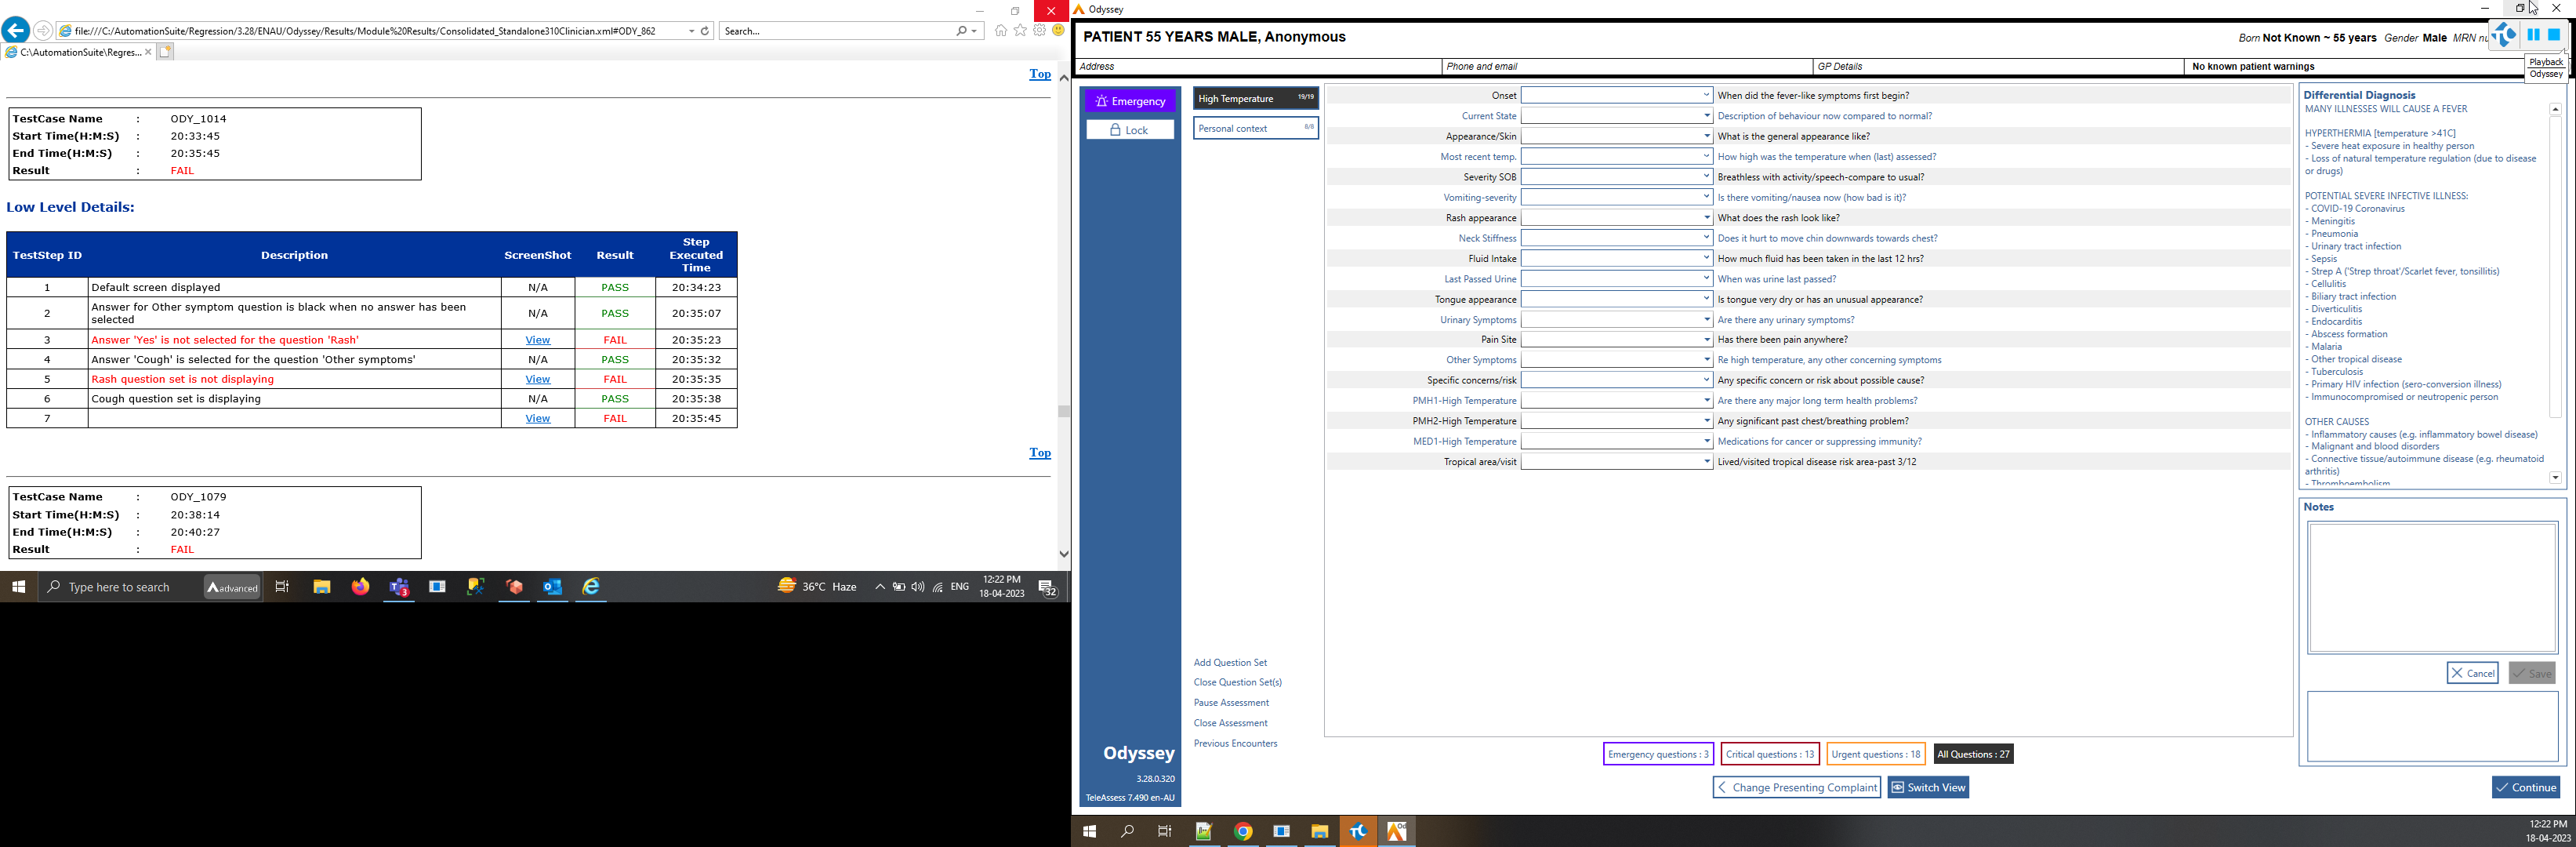 file:///C:/AutomationSuite/Regression/3.28/ENAU/Odyssey/Results/Module%20Results/Consolidated_Standalone310Clinician.xml#ODY_862
Search...
C:\AutomationSuite\Regres...
Top
TestCase Name : ODY_1014
Start Time(H:M:S) : 20:33:45
End Time(H:M:S) : 20:35:45
Result : FAIL
Low Level Details:
TestStep ID Description ScreenShot Result Step Executed Time
1 Default screen displayed N/A PASS 20:34:23
2 Answer for Other symptom question is black when no answer has been selected N/A PASS 20:35:07
3 Answer 'Yes' is not selected for the question 'Rash' View FAIL 20:35:23
4 Answer 'Cough' is selected for the question 'Other symptoms' N/A PASS 20:35:32
5 Rash question set is not displaying View FAIL 20:35:35
6 Cough question set is displaying N/A PASS 20:35:38
7 View FAIL 20:35:45
Top
TestCase Name : ODY_1079
Start Time(H:M:S) : 20:38:14
End Time(H:M:S) : 20:40:27
Result : FAIL
Type here to search
advanced
3
36°C Haze
ENG
12:22 PM
18-04-2023
32
Odyssey
PATIENT 55 YEARS MALE, Anonymous
Born Not Known ~ 55 years Gender Male MRN
Playback
Odyssey
Address
Phone and email
GP Details
No known patient warnings
Emergency
Lock
High Temperature 19/19
Personal context 8/8
Onset When did the fever-like symptoms first begin?
Current State Description of behaviour now compared to normal?
Appearance/Skin What is the general appearance like?
Most recent temp. How high was the temperature when (last) assessed?
Severity SOB Breathless with activity/speech-compare to usual?
Vomiting-severity Is there vomiting/nausea now (how bad is it)?
Rash appearance What does the rash look like?
Neck Stiffness Does it hurt to move chin downwards towards chest?
Fluid Intake How much fluid has been taken in the last 12 hrs?
Last Passed Urine When was urine last passed?
Tongue appearance Is tongue very dry or has an unusual appearance?
Urinary Symptoms Are there any urinary symptoms?
Pain Site Has there been pain anywhere?
Other Symptoms Re high temperature, any other concerning symptoms
Specific concerns/risk Any specific concern or risk about possible cause?
PMH1-High Temperature Are there any major long term health problems?
PMH2-High Temperature Any significant past chest/breathing problem?
MED1-High Temperature Medications for cancer or suppressing immunity?
Tropical area/visit Lived/visited tropical disease risk area-past 3/12
Add Question Set
Close Question Set(s)
Pause Assessment
Close Assessment
Previous Encounters
Odyssey
3.28.0.320
TeleAssess 7.490 en-AU
Emergency questions : 3
Critical questions : 13
Urgent questions : 18
All Questions : 27
Change Presenting Complaint
Switch View
Differential Diagnosis
MANY ILLNESSES WILL CAUSE A FEVER
HYPERTHERMIA [temperature >41C]
- Severe heat exposure in healthy person
- Loss of natural temperature regulation (due to disease
or drugs)
POTENTIAL SEVERE INFECTIVE ILLNESS:
- COVID-19 Coronavirus
- Meningitis
- Pneumonia
- Urinary tract infection
- Sepsis
- Strep A ('Strep throat'/Scarlet fever, tonsillitis)
- Cellulitis
- Biliary tract infection
- Diverticulitis
- Endocarditis
- Abscess formation
- Malaria
- Other tropical disease
- Tuberculosis
- Primary HIV infection (sero-conversion illness)
- Immunocompromised or neutropenic person
OTHER CAUSES
- Inflammatory causes (e.g. inflammatory bowel disease)
- Malignant and blood disorders
- Connective tissue/autoimmune disease (e.g. rheumatoid
arthritis)
- Thromboembolism
Notes
Cancel
Save
Continue
12:22 PM
18-04-2023